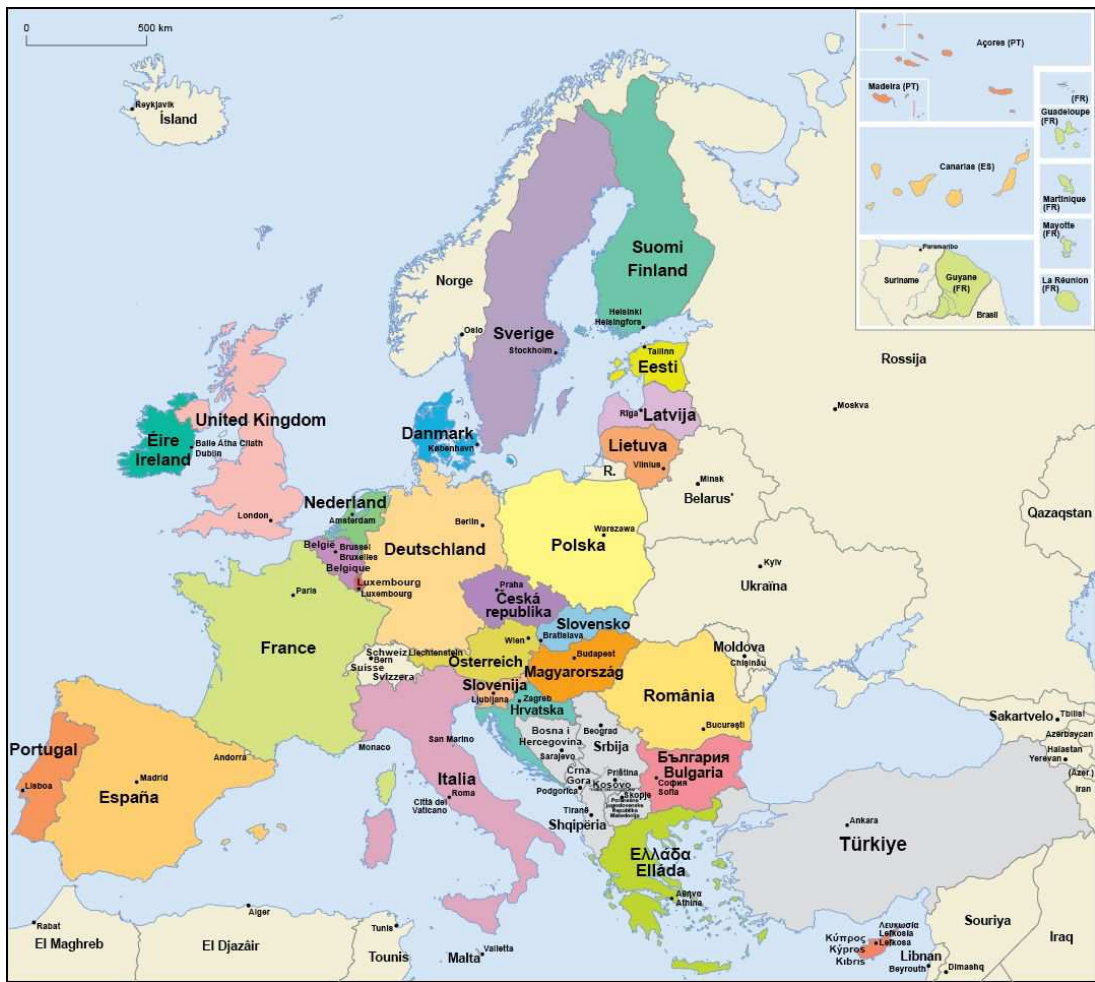 0 500 km
Reykjavik
Ísland
Açores (PT)
Madeira (PT)
(FR)
Guadeloupe
(FR)
Canarias (ES)
Martinique
(FR)
Mayotte
(FR)
Paramaribo
Guyane
(FR)
Suriname
Brasil
La Réunion
(FR)
Norge
Oslo
Suomi
Finland
Helsinki
Helsingfors
Sverige
Stockholm
Tallinn
Eesti
Rossija
Moskva
Rīga
Latvija
Lietuva
Vilnius
R.
Minsk
Belarus*
United Kingdom
London
Éire
Ireland
Baile Átha Cliath
Dublin
Danmark
København
Nederland
Amsterdam
België
Brussel
Bruxelles
Belgique
Luxembourg
Luxembourg
Berlin
Deutschland
Warszawa
Polska
Kyiv
Ukraïna
Qazaqstan
Praha
Česká
republika
Slovensko
Bratislava
Paris
France
Schweiz
Bern
Suisse
Svizzera
Liechtenstein
Wien
Österreich
Budapest
Magyarország
Moldova
Chişinău
România
Bucureşti
Slovenija
Ljubljana
Zagreb
Hrvatska
Monaco
San Marino
Italia
Roma
Città del
Vaticano
Bosna i
Hercegovina
Sarajevo
Beograd
Srbija
Crna
Gora
Podgorica
Priština
Kosovo
Skopje
Tiranë
Shqipëria
България
Bulgaria
София
Sofia
Sakartvelo
Tbilisi
Azerbaycan
Haïastan
Yerevan
(Azer.)
Iran
Portugal
Lisboa
Andorra
Madrid
España
Ankara
Türkiye
Ελλάδα
Elláda
Αθήνα
Athina
Rabat
El Maghreb
Alger
El Djazâir
Tunis
Tounis
Valletta
Malta
Κύπρος
Kýpros
Kıbrıs
Λευκωσία
Lefkosia
Lefkoşa
Libnan
Beyrouth
Dimashq
Souriya
Iraq